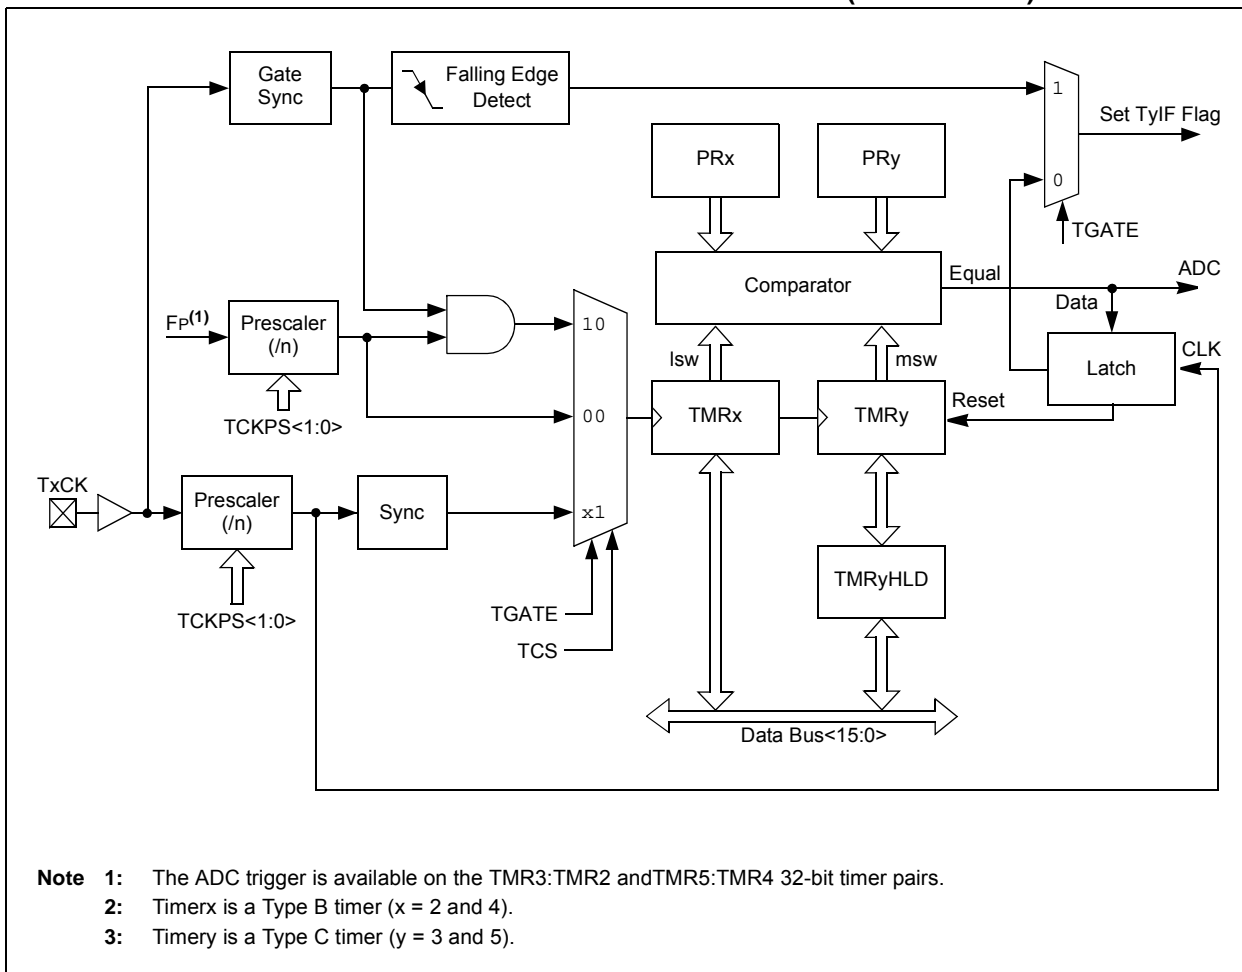 Gate
Sync
Falling Edge
Detect
1
Set TyIF Flag
PRx
PRy
0
TGATE
Comparator
Equal
ADC
Data
FP(1)
Prescaler
(/n)
10
lsw
msw
Latch
CLK
TCKPS<1:0>
00
TMRx
TMRy
Reset
TxCK
Prescaler
(/n)
Sync
x1
TMRyHLD
TCKPS<1:0>
TGATE
TCS
Data Bus<15:0>
Note 1: The ADC trigger is available on the TMR3:TMR2 andTMR5:TMR4 32-bit timer pairs.
2: Timerx is a Type B timer (x = 2 and 4).
3: Timery is a Type C timer (y = 3 and 5).